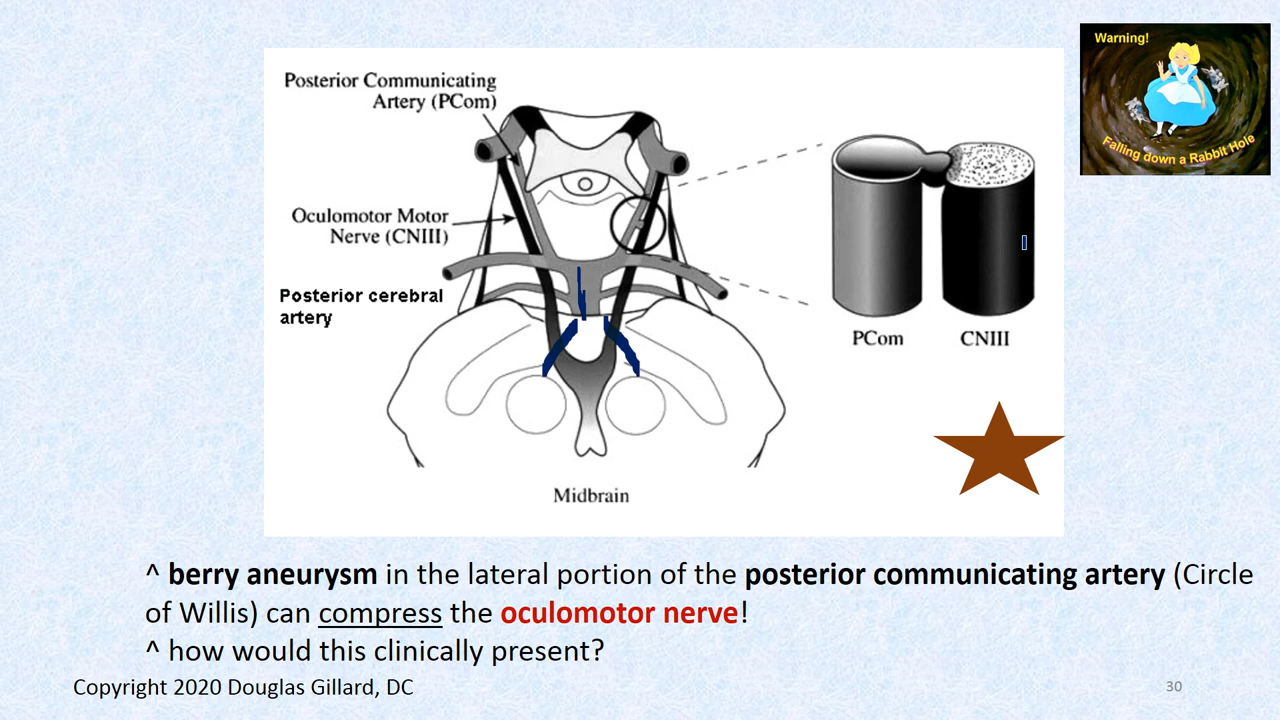 Warning!
Falling down a Rabbit Hole
Posterior Communicating
Artery (PCom)
Oculomotor Motor
Nerve (CNIII)
Posterior cerebral
artery
PCom
CNIII
Midbrain
^ berry aneurysm in the lateral portion of the posterior communicating artery (Circle
of Willis) can compress the oculomotor nerve!
^ how would this clinically present?
Copyright 2020 Douglas Gillard, DC
30